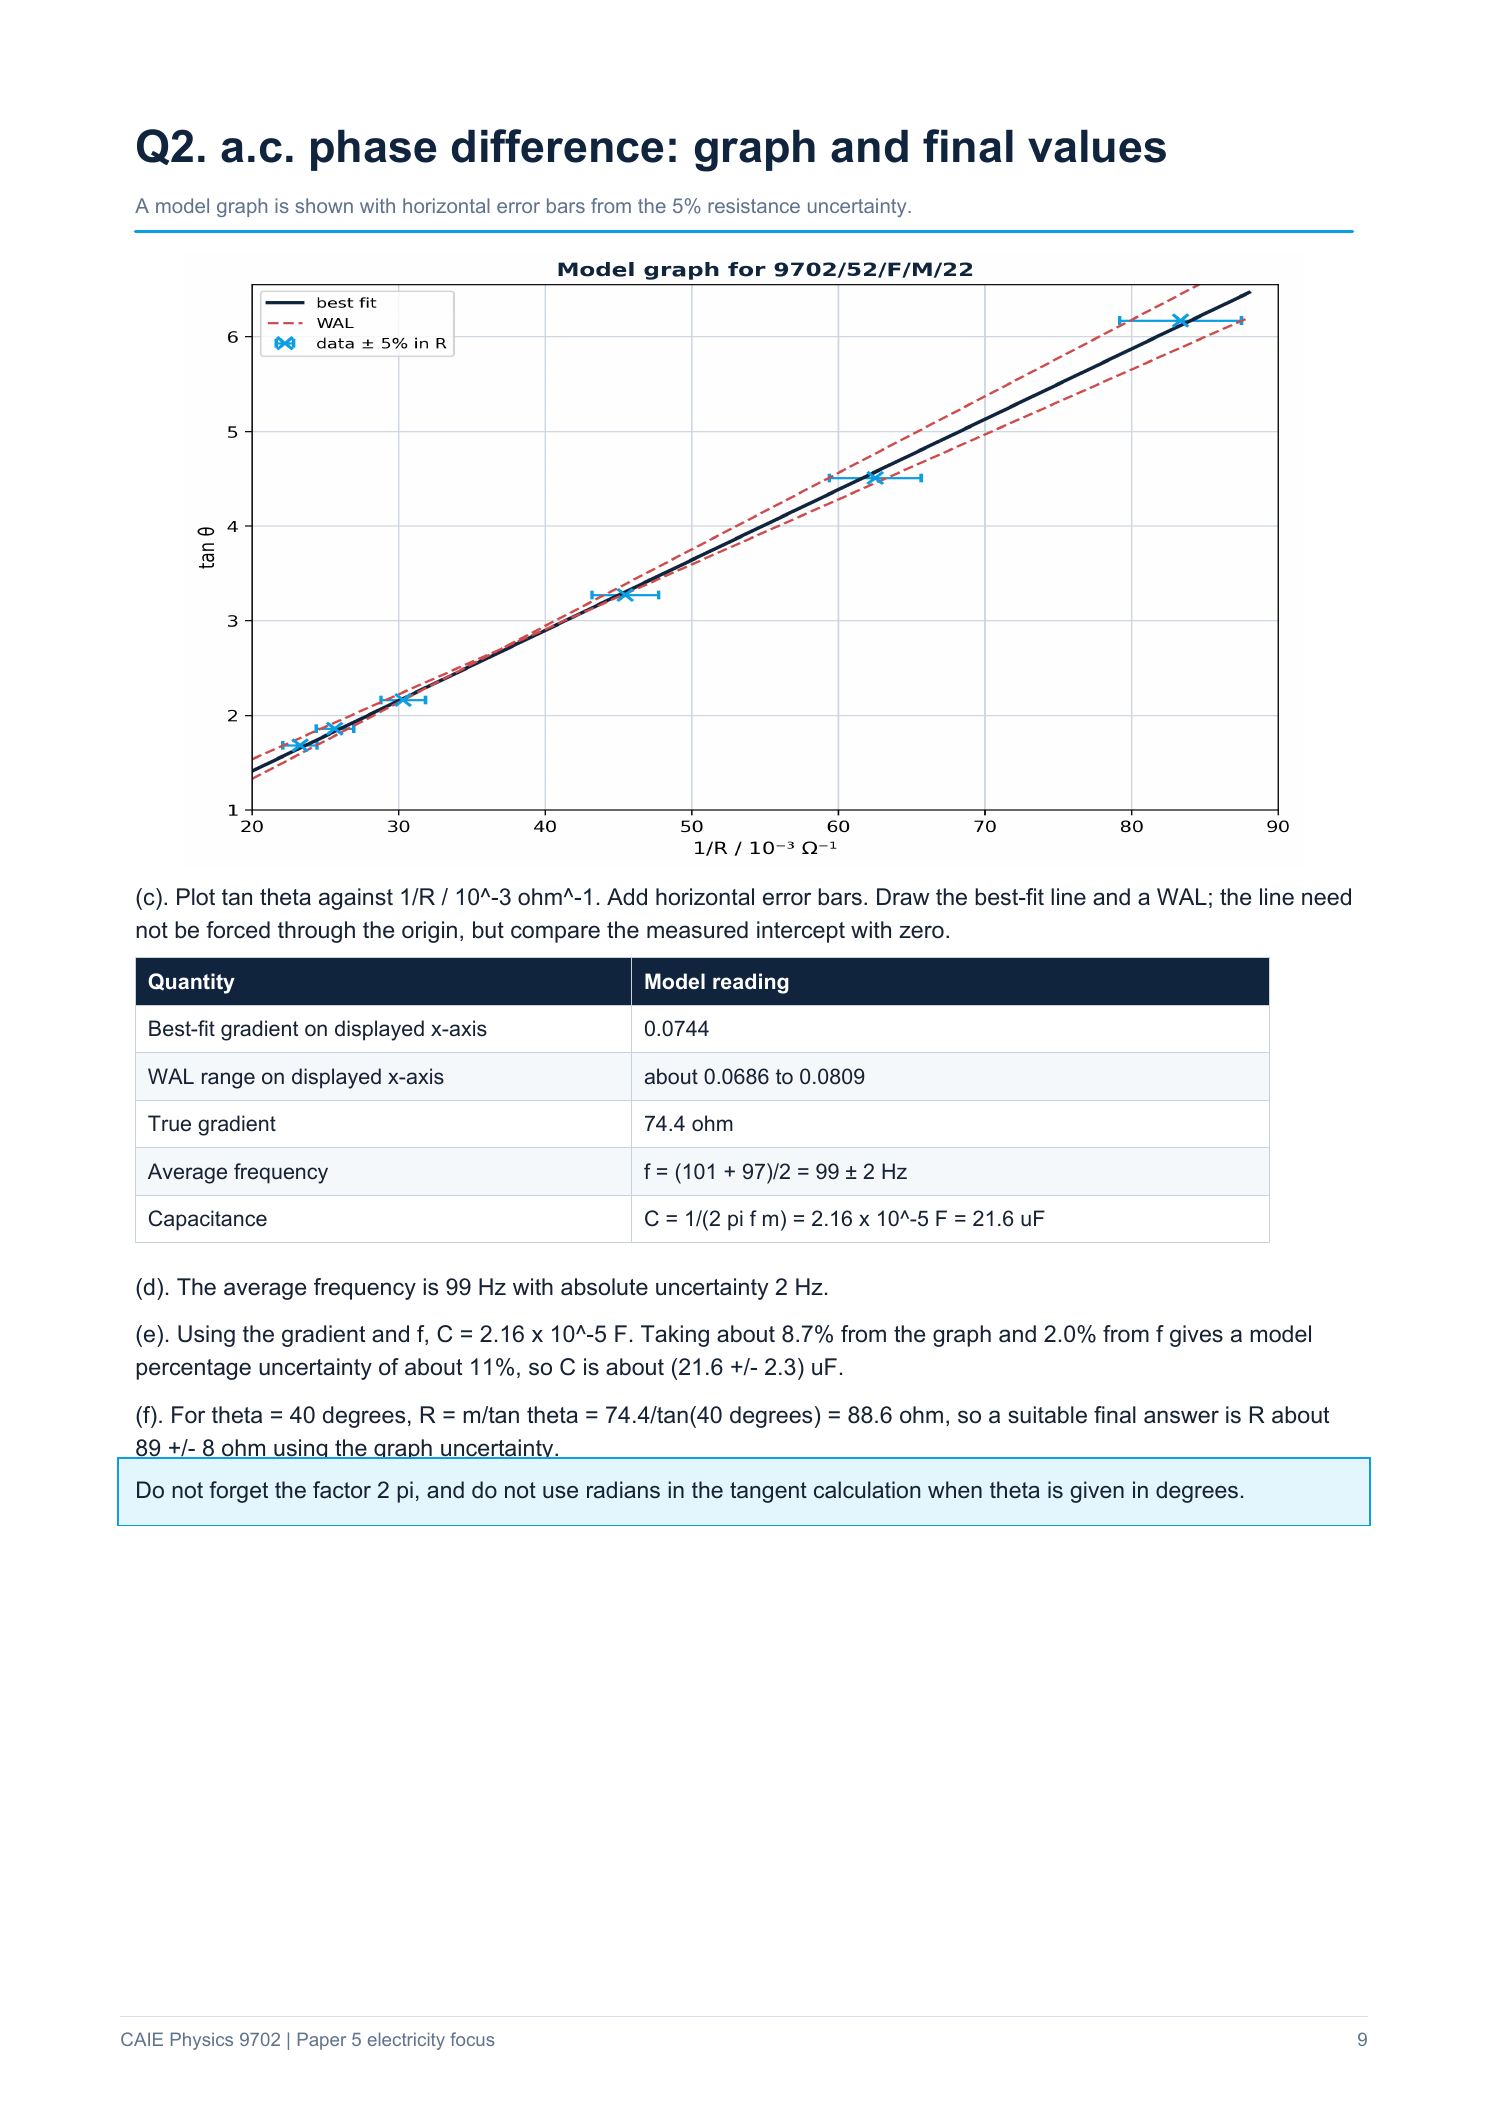 Q2. a.c. phase difference: graph and final values
A model graph is shown with horizontal error bars from the 5% resistance uncertainty.
Model graph for 9702/52/F/M/22
best fit
WAL
data ± 5% in R
6
5
4
3
2
1
tan θ
20 30 40 50 60 70 80 90
1/R / 10⁻³ Ω⁻¹
(c). Plot tan theta against 1/R / 10^-3 ohm^-1. Add horizontal error bars. Draw the best-fit line and a WAL; the line need
not be forced through the origin, but compare the measured intercept with zero.
Quantity Model reading
Best-fit gradient on displayed x-axis 0.0744
WAL range on displayed x-axis about 0.0686 to 0.0809
True gradient 74.4 ohm
Average frequency f = (101 + 97)/2 = 99 ± 2 Hz
Capacitance C = 1/(2 pi f m) = 2.16 x 10^-5 F = 21.6 uF
(d). The average frequency is 99 Hz with absolute uncertainty 2 Hz.
(e). Using the gradient and f, C = 2.16 x 10^-5 F. Taking about 8.7% from the graph and 2.0% from f gives a model
percentage uncertainty of about 11%, so C is about (21.6 +/- 2.3) uF.
(f). For theta = 40 degrees, R = m/tan theta = 74.4/tan(40 degrees) = 88.6 ohm, so a suitable final answer is R about
89 +/- 8 ohm using the graph uncertainty.
Do not forget the factor 2 pi, and do not use radians in the tangent calculation when theta is given in degrees.
CAIE Physics 9702 | Paper 5 electricity focus 9